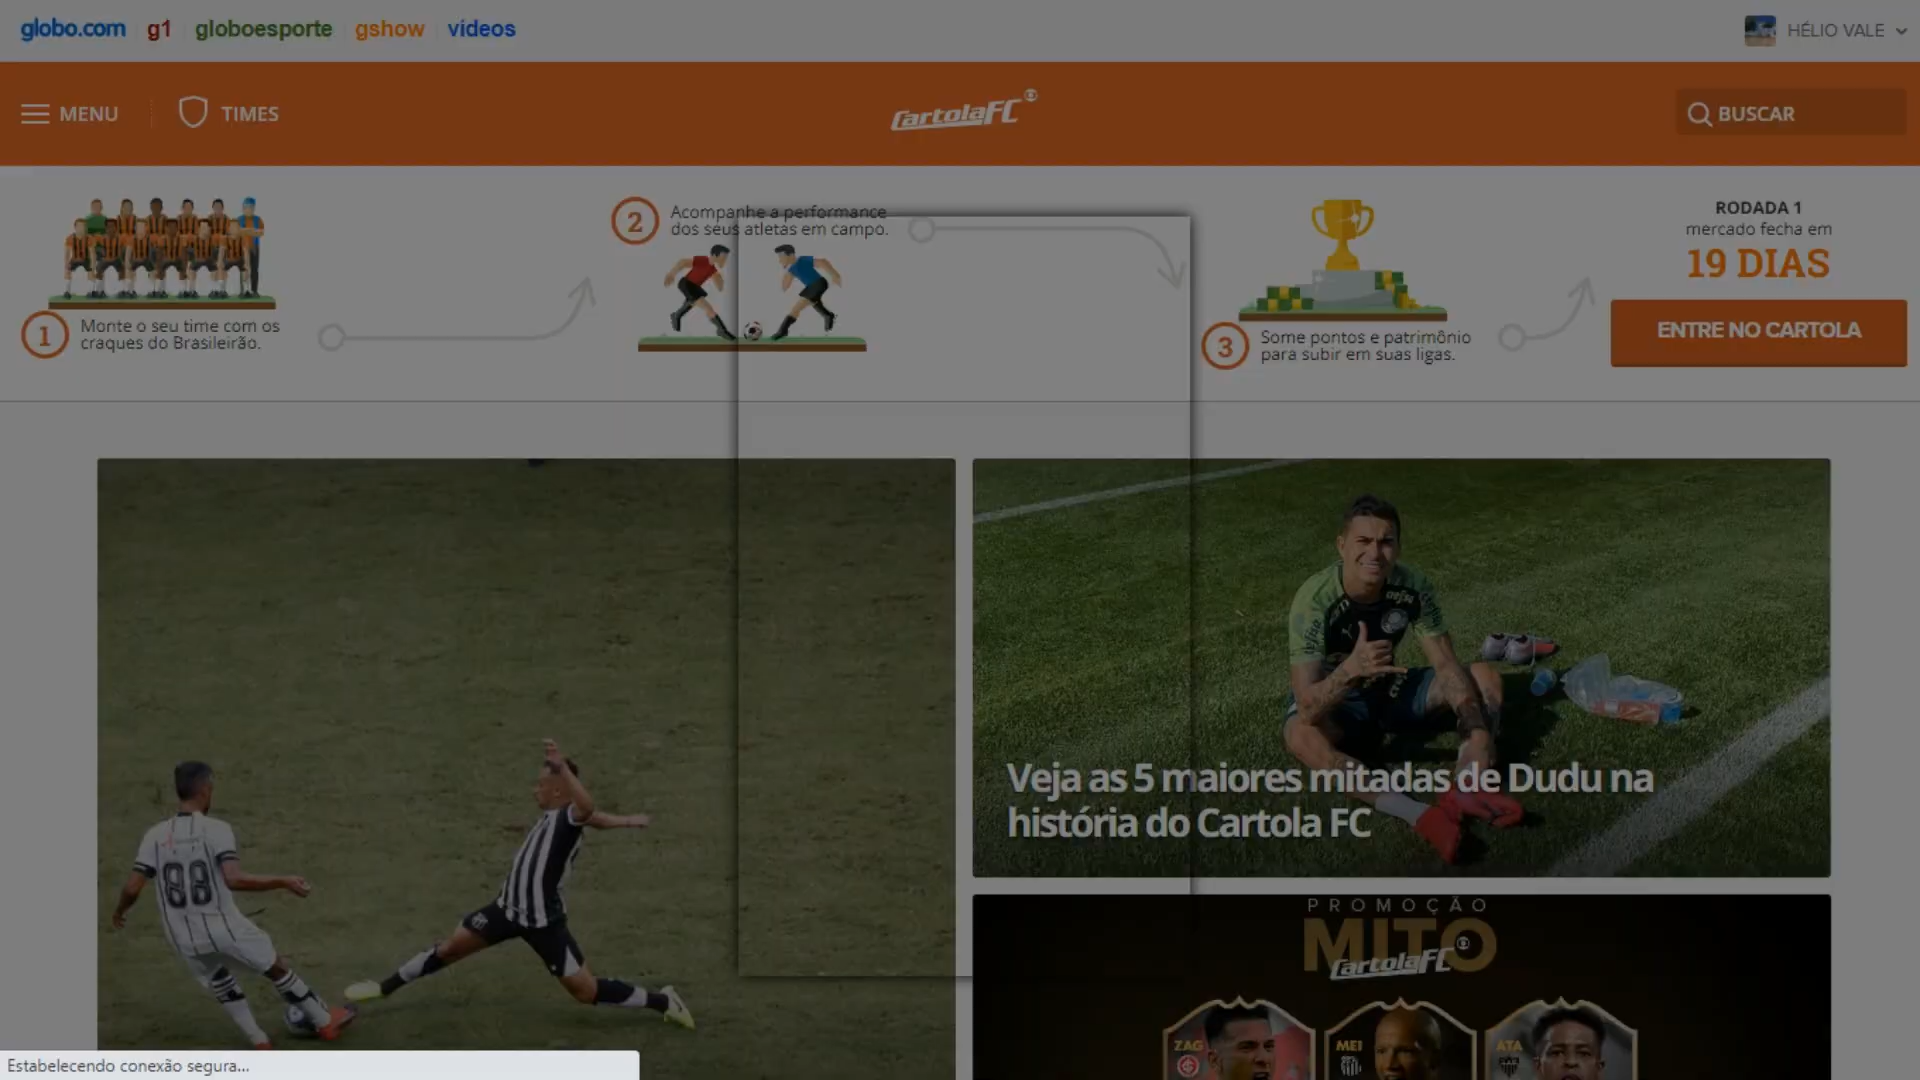 globo.com g1 globoesporte gshow vídeos
HÉLIO VALE
MENU TIMES
CartolaFC
BUSCAR
1 Monte o seu time com os
craques do Brasileirão.
2 Acompanhe a performance
dos seus atletas em campo.
3 Some pontos e patrimônio
para subir em suas ligas.
RODADA 1
mercado fecha em
19 DIAS
ENTRE NO CARTOLA
88
Veja as 5 maiores mitadas de Dudu na
história do Cartola FC
PROMOÇÃO
MITO
CartolaFC
ZAG MEI ATA
Estabelecendo conexão segura...